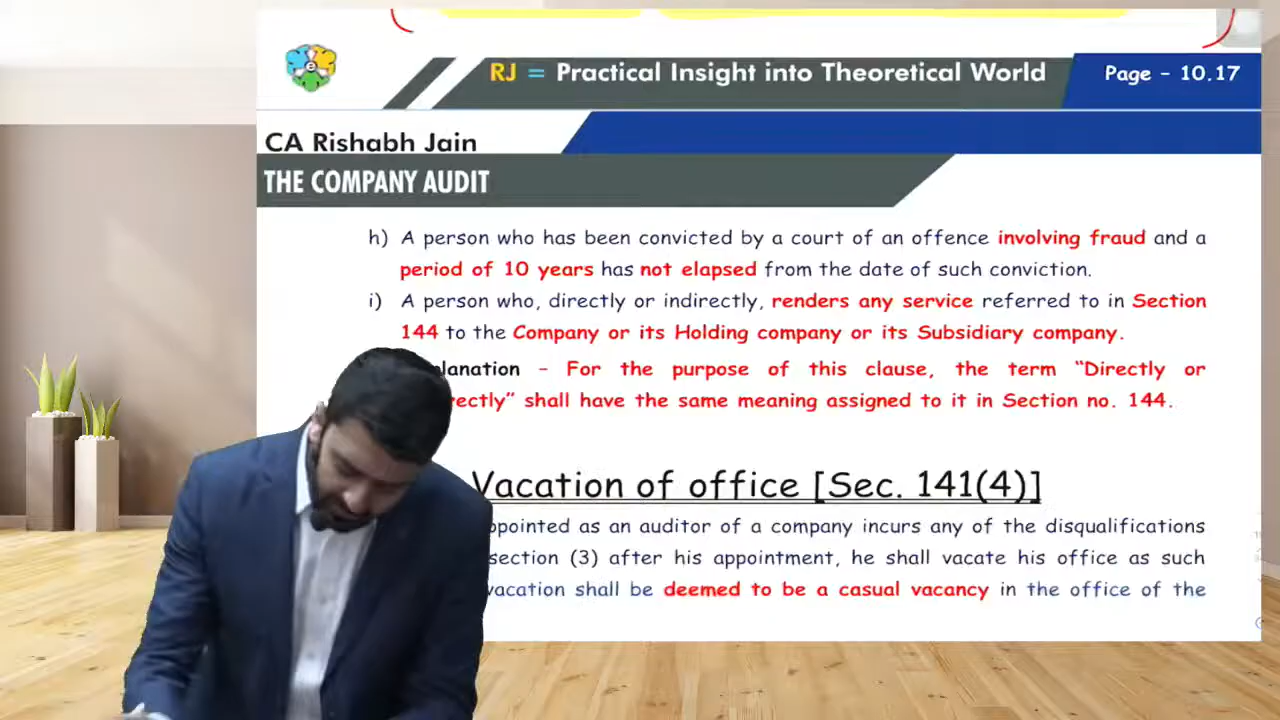 RJ = Practical Insight into Theoretical World
Page – 10.17
CA Rishabh Jain
THE COMPANY AUDIT
h) A person who has been convicted by a court of an offence involving fraud and a
period of 10 years has not elapsed from the date of such conviction.
i) A person who, directly or indirectly, renders any service referred to in Section
144 to the Company or its Holding company or its Subsidiary company.
lanation – For the purpose of this clause, the term “Directly or
rectly” shall have the same meaning assigned to it in Section no. 144.
Vacation of office [Sec. 141(4)]
ppointed as an auditor of a company incurs any of the disqualifications
section (3) after his appointment, he shall vacate his office as such
vacation shall be deemed to be a casual vacancy in the office of the